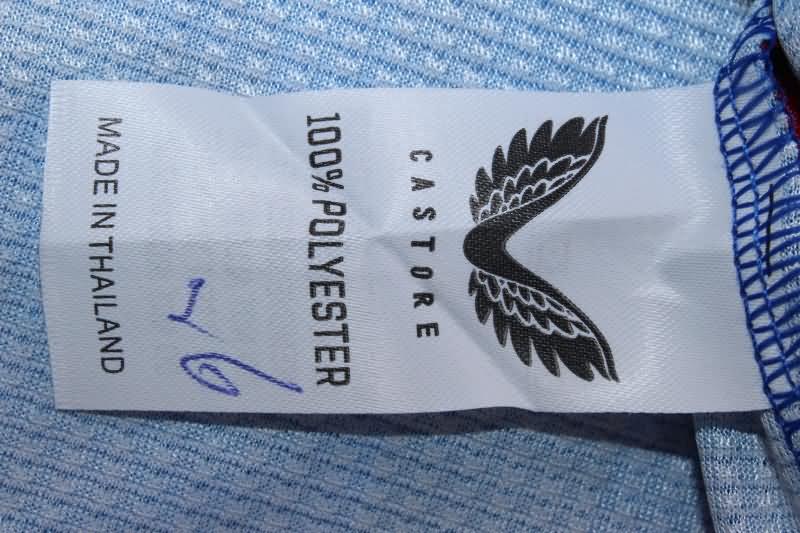 CASTORE
100% POLYESTER
MADE IN THAILAND